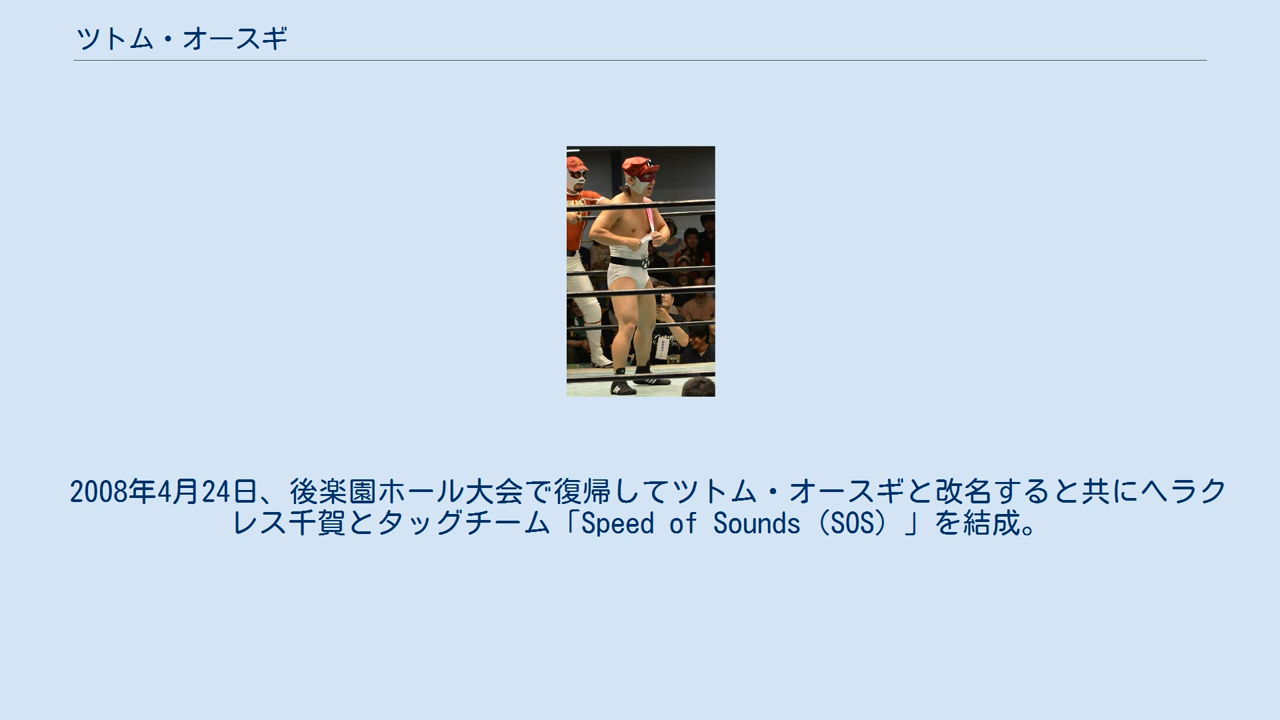 ツトム・オースギ
2008年4月24日、後楽園ホール大会で復帰してツトム・オースギと改名すると共にヘラク
レス千賀とタッグチーム「Speed of Sounds（SOS）」を結成。